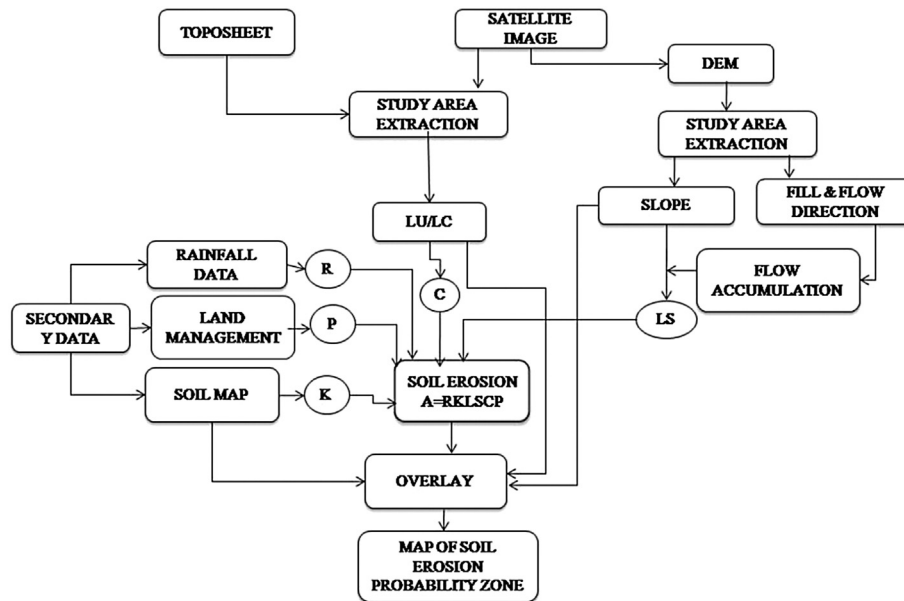 TOPOSHEET
SATELLITE
IMAGE
DEM
STUDY AREA
EXTRACTION
STUDY AREA
EXTRACTION
SLOPE
FILL & FLOW
DIRECTION
LU/LC
RAINFALL
DATA
R
C
FLOW
ACCUMULATION
SECONDAR
Y DATA
LAND
MANAGEMENT
P
LS
SOIL MAP
K
SOIL EROSION
A=RKLSCP
OVERLAY
MAP OF SOIL
EROSION
PROBABILITY ZONE